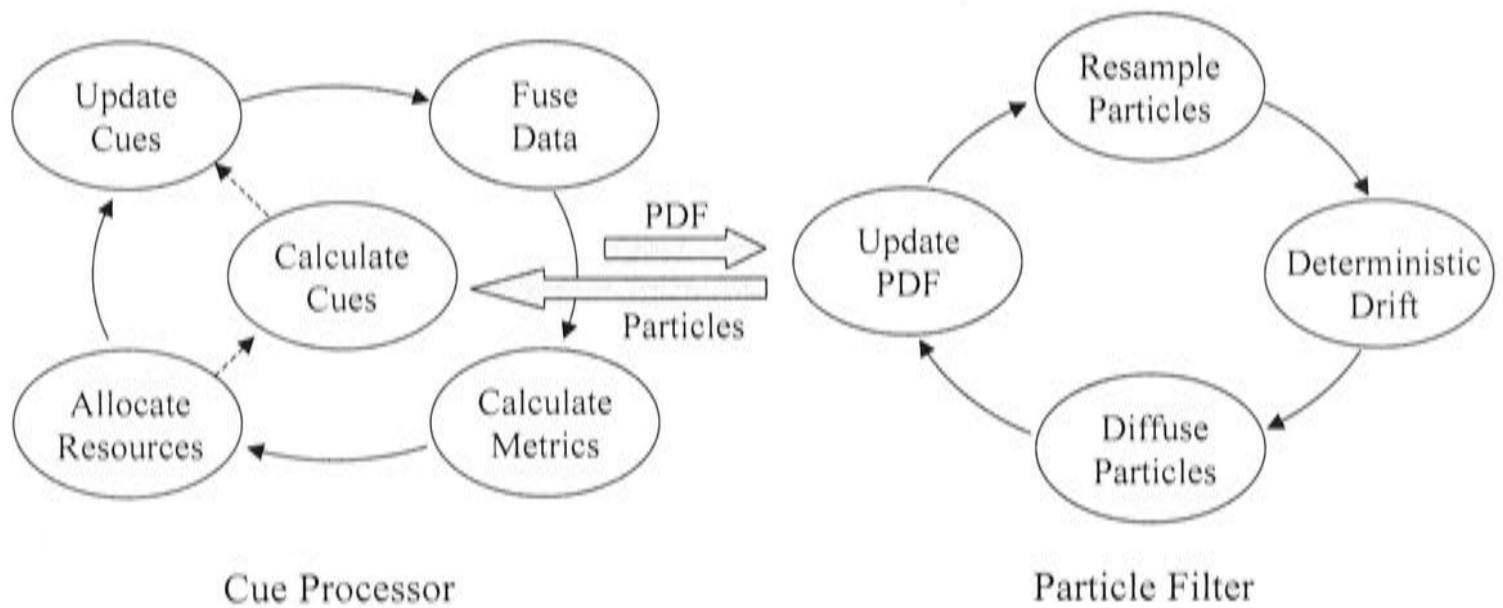 Update
Cues
Fuse
Data
Calculate
Cues
Allocate
Resources
Calculate
Metrics
PDF
Particles
Resample
Particles
Update
PDF
Deterministic
Drift
Diffuse
Particles
Cue Processor
Particle Filter